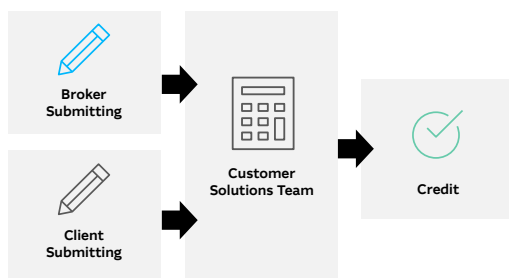 Broker
Submitting
Client
Submitting
Customer
Solutions Team
Credit